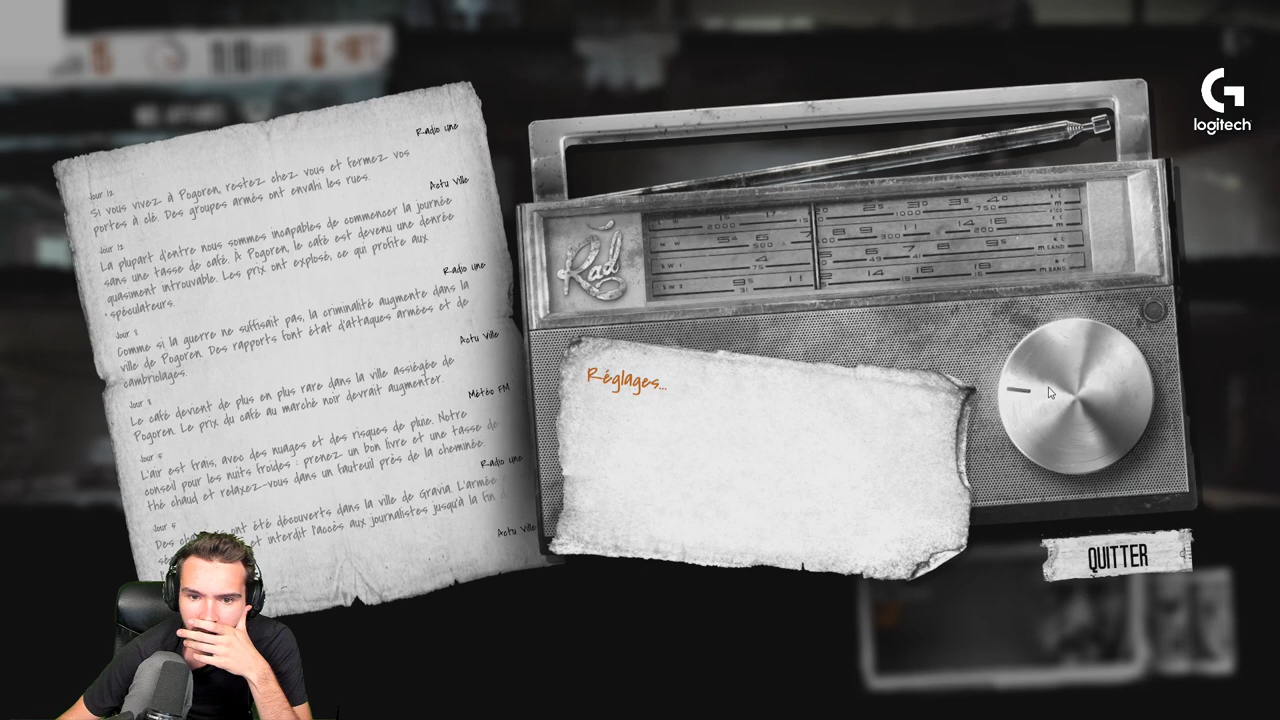 logitech
Radio une
Jour 12
Si vous vivez à Pogoren, restez chez vous et fermez vos
portes à clé. Des groupes armés ont envahi les rues.
Actu Ville
Jour 12
La plupart d'entre nous sommes incapables de commencer la journée
sans une tasse de café. À Pogoren, le café est devenu une denrée
quasiment introuvable. Les prix ont explosé, ce qui profite aux
spéculateurs.
Radio une
Jour 8
Comme si la guerre ne suffisait pas, la criminalité augmente dans la
ville de Pogoren. Des rapports font état d'attaques armées et de
cambriolages.
Actu Ville
Jour 8
Le café devient de plus en plus rare dans la ville assiégée de
Pogoren. Le prix du café au marché noir devrait augmenter.
Météo FM
Jour 5
L'air est frais, avec des nuages et des risques de pluie. Notre
conseil pour les nuits froides : prenez un bon livre et une tasse de
thé chaud et relaxez-vous dans un fauteuil près de la cheminée.
Radio une
Jour 5
Des ont été découverts dans la ville de Gravia. L'armée
et interdit l'accès aux journalistes jusqu'à la fin
Actu Ville
Rad
Réglages...
QUITTER